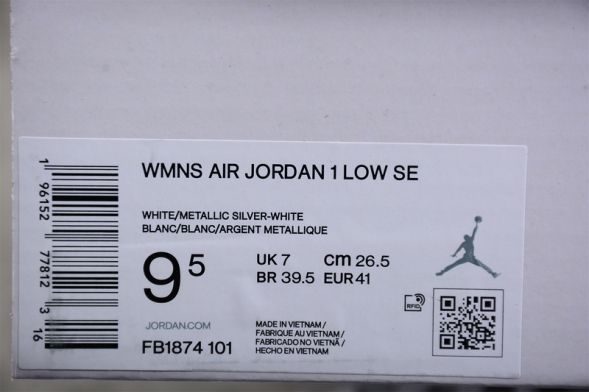 WMNS AIR JORDAN 1 LOW SE
WHITE/METALLIC SILVER-WHITE
BLANC/BLANC/ARGENT METALLIQUE
9⁵
UK 7 cm 26.5
BR 39.5 EUR 41
RFID
JORDAN.COM
FB1874 101
MADE IN VIETNAM/
FABRIQUE AU VIETNAM/
FABRICADO NO VIETNÃ/
HECHO EN VIETNAM
1 96152 77812 3 16